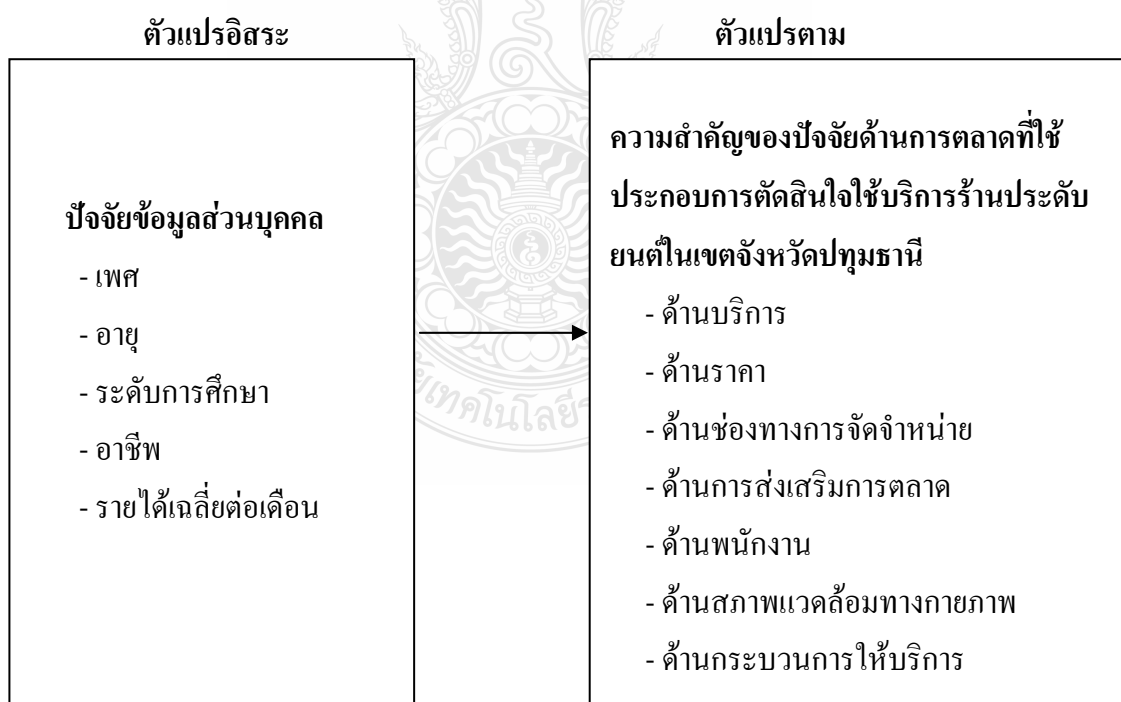 ตัวแปรอิสระ
ตัวแปรตาม
ปัจจัยข้อมูลส่วนบุคคล
- เพศ
- อายุ
- ระดับการศึกษา
- อาชีพ
- รายได้เฉลี่ยต่อเดือน
ความสำคัญของปัจจัยด้านการตลาดที่ใช้
ประกอบการตัดสินใจใช้บริการร้านประดับ
ยนต์ในเขตจังหวัดปทุมธานี
- ด้านบริการ
- ด้านราคา
- ด้านช่องทางการจัดจำหน่าย
- ด้านการส่งเสริมการตลาด
- ด้านพนักงาน
- ด้านสภาพแวดล้อมทางกายภาพ
- ด้านกระบวนการให้บริการ